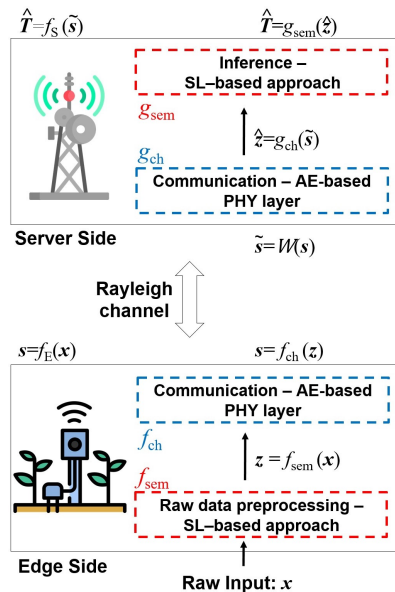 T̂=f_S(s̃) T̂=g_sem(ẑ)
Inference –
SL–based approach
g_sem
ẑ=g_ch(s̃)
g_ch
Communication – AE-based
PHY layer
Server Side
s̃=W(s)
Rayleigh
channel
s=f_E(x) s=f_ch(z)
Communication – AE-based
PHY layer
f_ch
z = f_sem(x)
f_sem
Raw data preprocessing –
SL–based approach
Edge Side
Raw Input: x